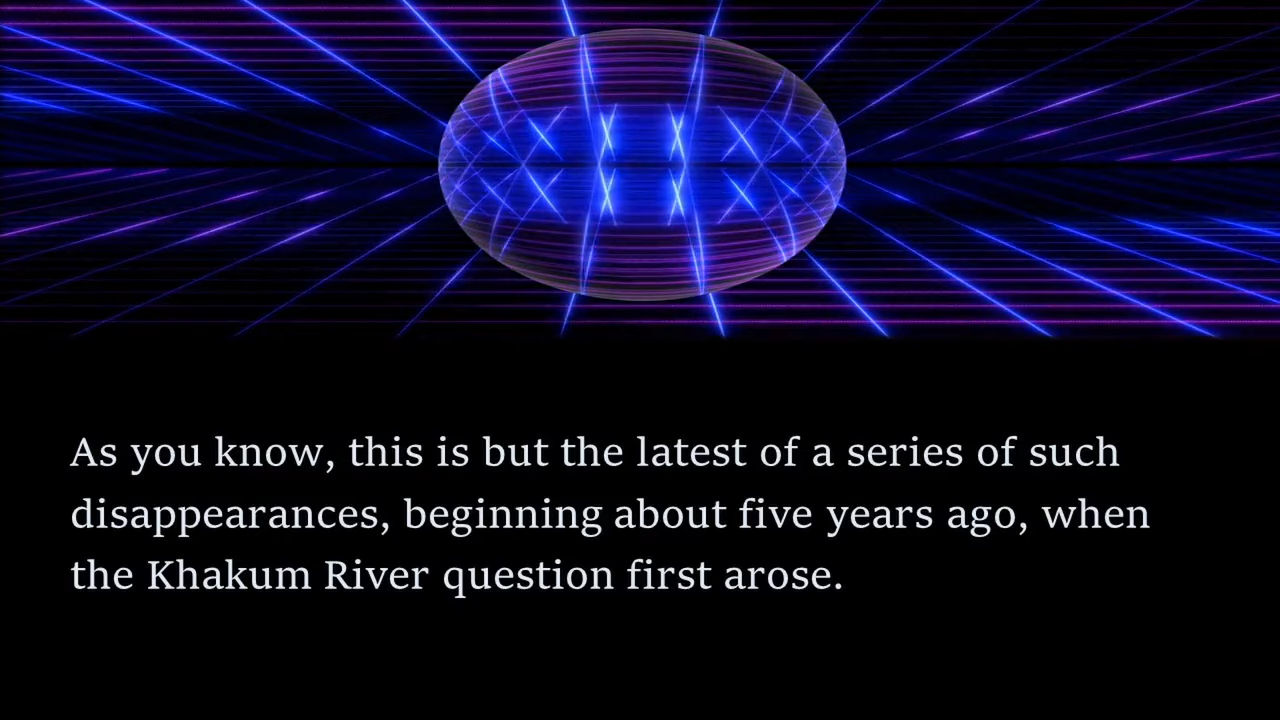 As you know, this is but the latest of a series of such
disappearances, beginning about five years ago, when
the Khakum River question first arose.